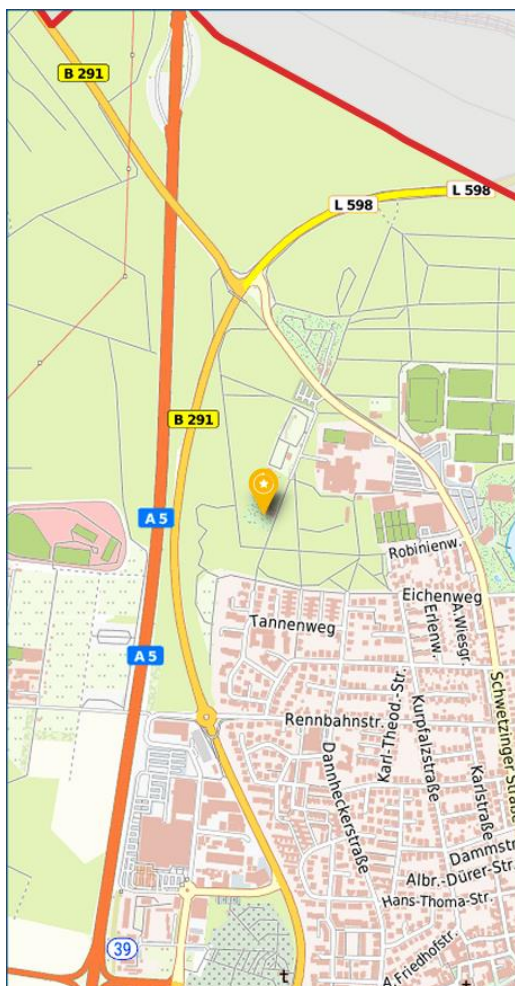 B 291
L 598
L 598
B 291
A 5
Robinienw.
Eichenweg
Erlenw.
A.Wiesgr.
Tannenweg
A 5
Schwetzinger Straße
Karl-Theod.-Str.
Kurpfalzstraße
Rennbahnstr.
Dannheckerstraße
Karlstraße
Dammstr
Albr.-Dürer-Str.
Hans-Thoma-Str.
39
A.Friedhofstr.